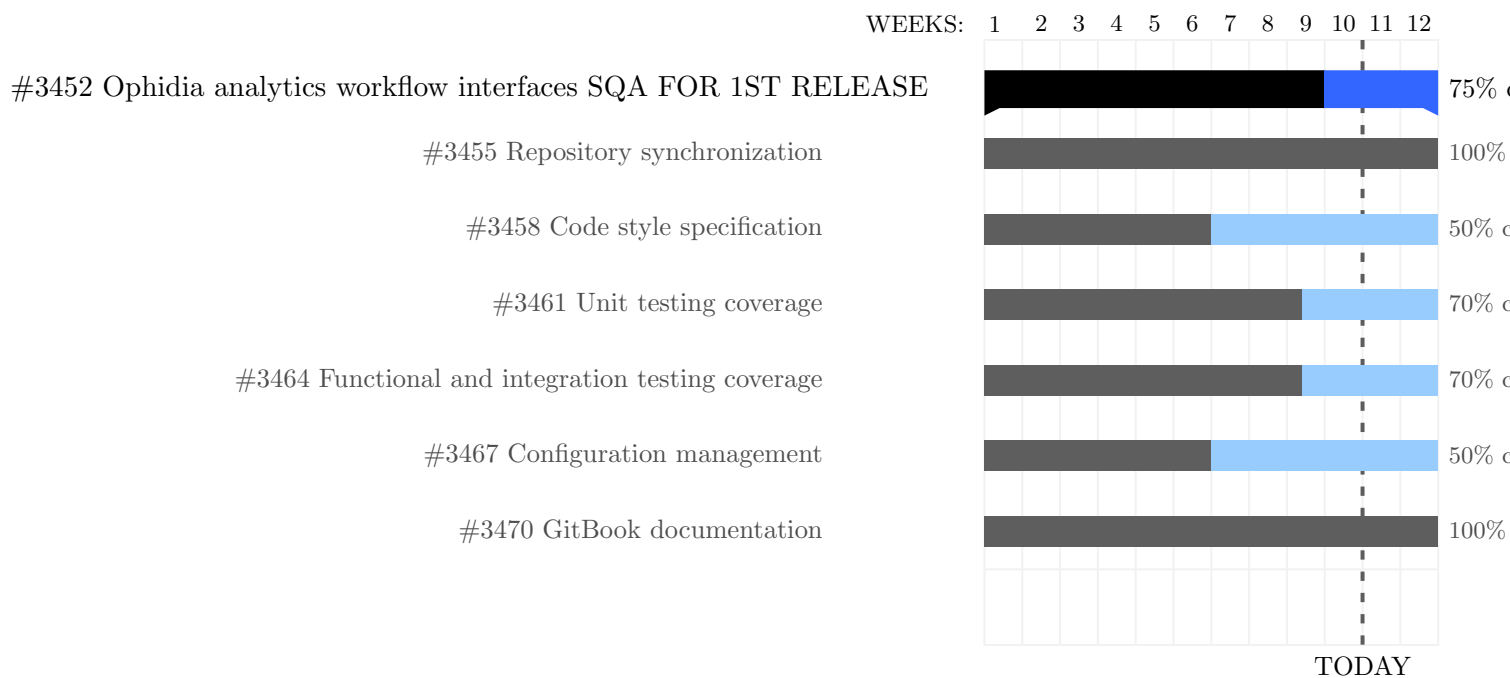 WEEKS: 1 2 3 4 5 6 7 8 9 10 11 12
#3452 Ophidia analytics workflow interfaces SQA FOR 1ST RELEASE 75%
#3455 Repository synchronization 100%
#3458 Code style specification 50%
#3461 Unit testing coverage 70%
#3464 Functional and integration testing coverage 70%
#3467 Configuration management 50%
#3470 GitBook documentation 100%
TODAY